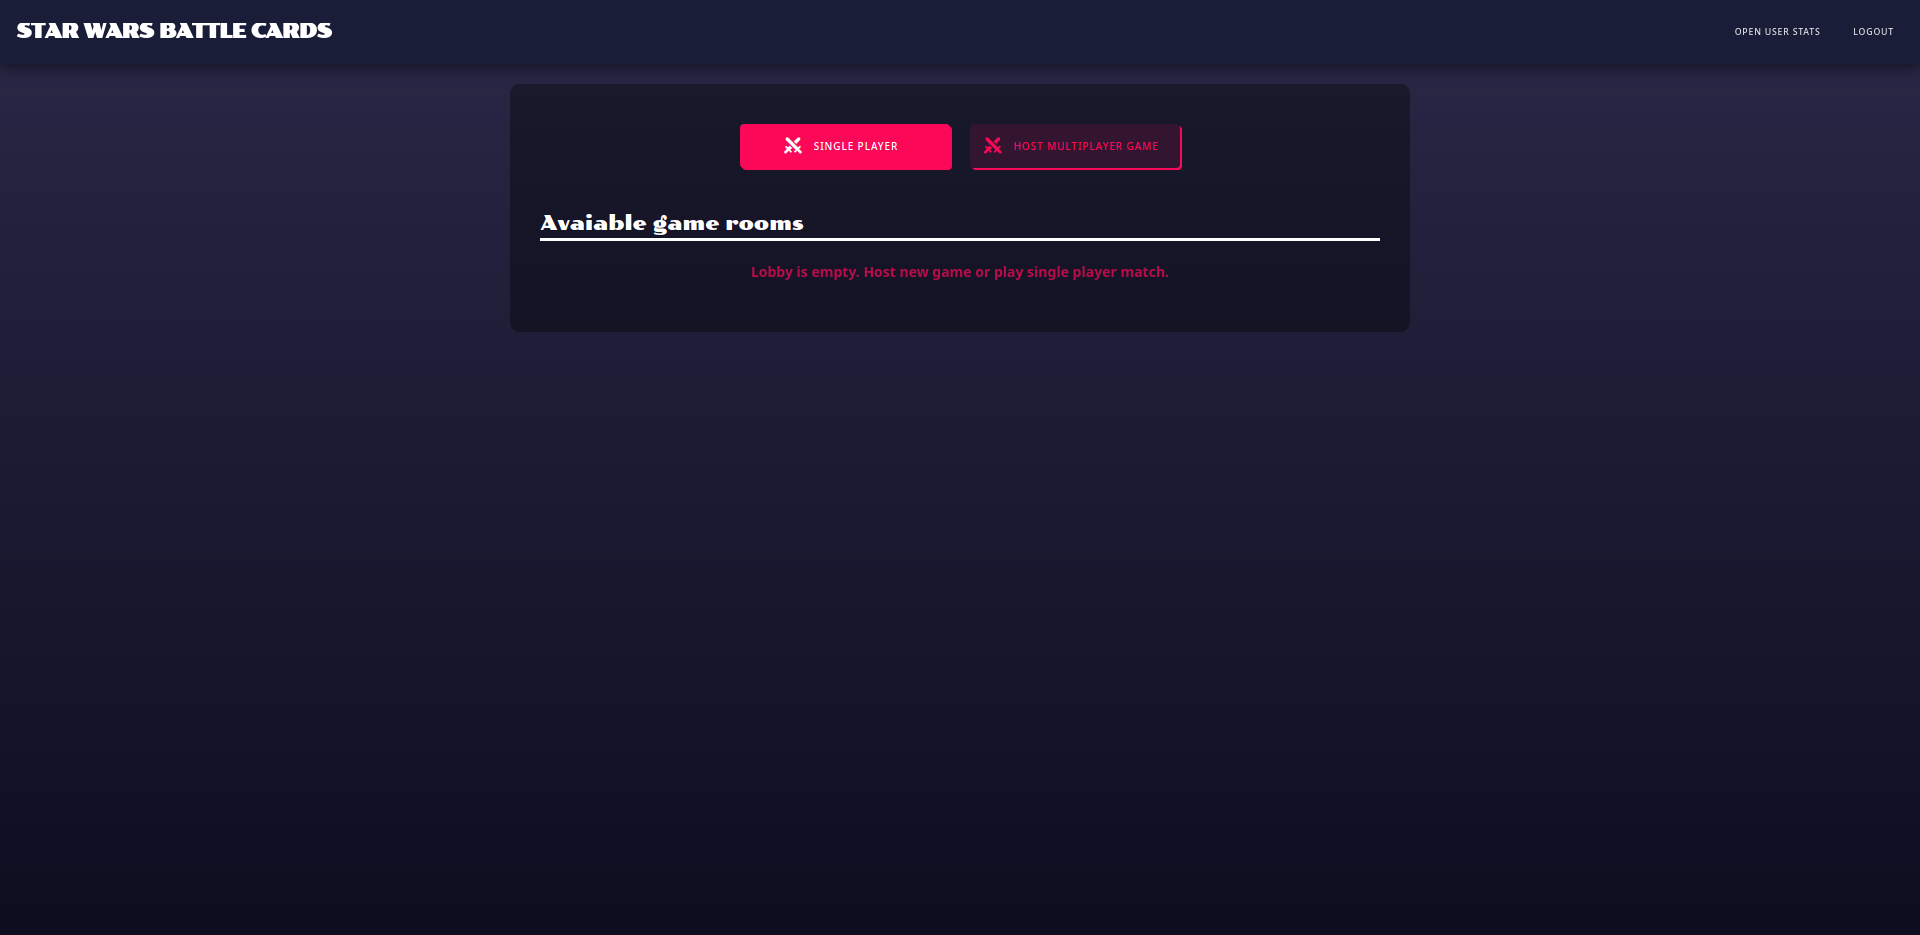 STAR WARS BATTLE CARDS
OPEN USER STATS
LOGOUT
SINGLE PLAYER
HOST MULTIPLAYER GAME
Avaiable game rooms
Lobby is empty. Host new game or play single player match.